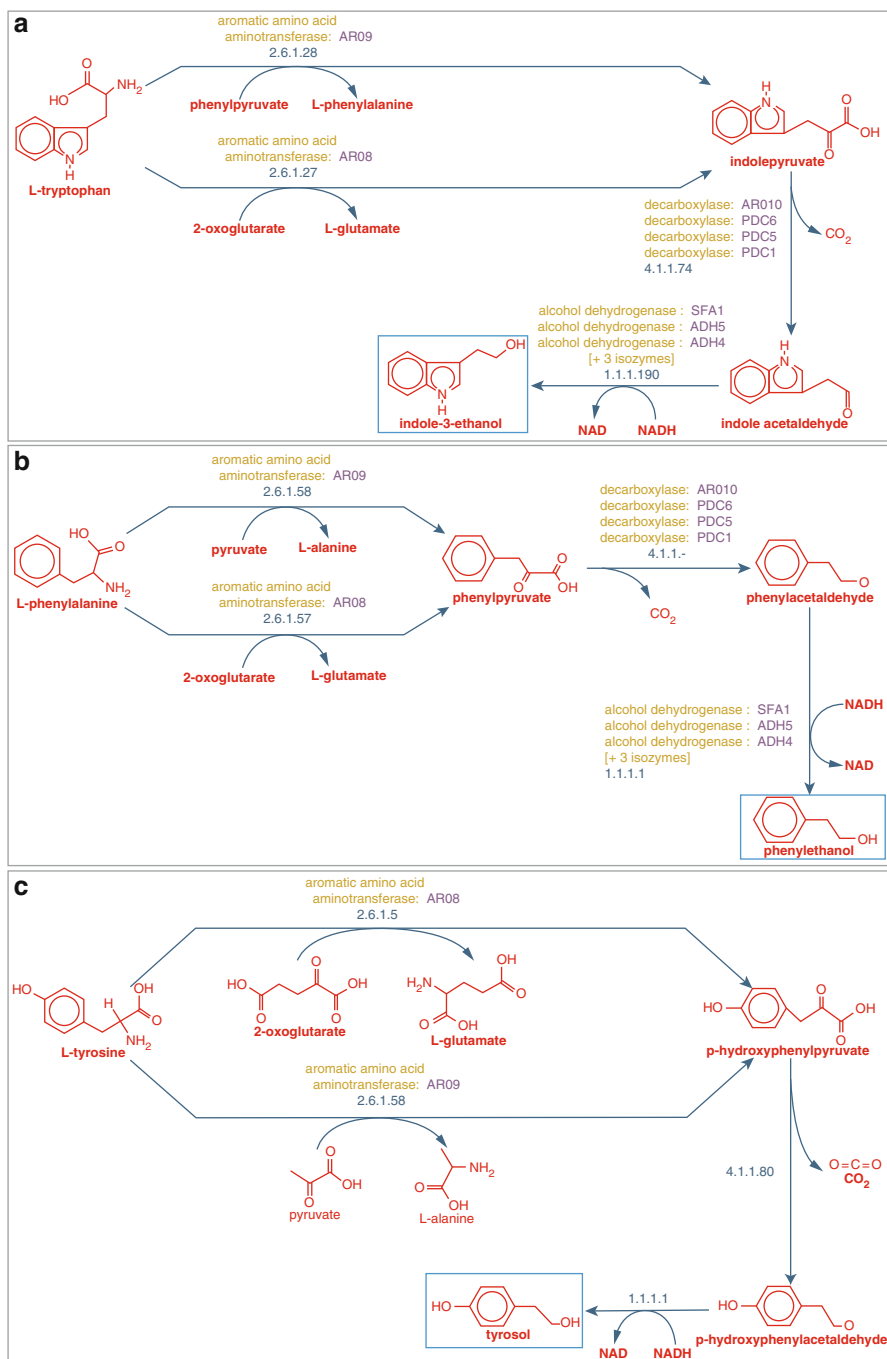 a
aromatic amino acid
aminotransferase: AR09
2.6.1.28
phenylpyruvate
L-phenylalanine
O
HO
NH2
N
H
L-tryptophan
aromatic amino acid
aminotransferase: AR08
2.6.1.27
2-oxoglutarate
L-glutamate
H
N
O
OH
O
indolepyruvate
decarboxylase: AR010
decarboxylase: PDC6
decarboxylase: PDC5
decarboxylase: PDC1
4.1.1.74
CO2
alcohol dehydrogenase : SFA1
alcohol dehydrogenase : ADH5
alcohol dehydrogenase : ADH4
[+ 3 isozymes]
1.1.1.190
NAD
NADH
OH
N
H
indole-3-ethanol
H
N
O
indole acetaldehyde
b
aromatic amino acid
aminotransferase: AR09
2.6.1.58
pyruvate
L-alanine
HO
O
NH2
L-phenylalanine
aromatic amino acid
aminotransferase: AR08
2.6.1.57
2-oxoglutarate
L-glutamate
O
O
OH
phenylpyruvate
decarboxylase: AR010
decarboxylase: PDC6
decarboxylase: PDC5
decarboxylase: PDC1
4.1.1.-
CO2
O
phenylacetaldehyde
alcohol dehydrogenase : SFA1
alcohol dehydrogenase : ADH5
alcohol dehydrogenase : ADH4
[+ 3 isozymes]
1.1.1.1
NADH
NAD
OH
phenylethanol
c
aromatic amino acid
aminotransferase: AR08
2.6.1.5
HO
OH
H
O
NH2
L-tyrosine
O
HO
OH
O
O
2-oxoglutarate
OH
H2N
O
O
OH
L-glutamate
HO
O
OH
O
p-hydroxyphenylpyruvate
aromatic amino acid
aminotransferase: AR09
2.6.1.58
O
OH
O
pyruvate
NH2
O
OH
L-alanine
4.1.1.80
O=C=O
CO2
HO
O
p-hydroxyphenylacetaldehyde
1.1.1.1
NAD
NADH
HO
OH
tyrosol